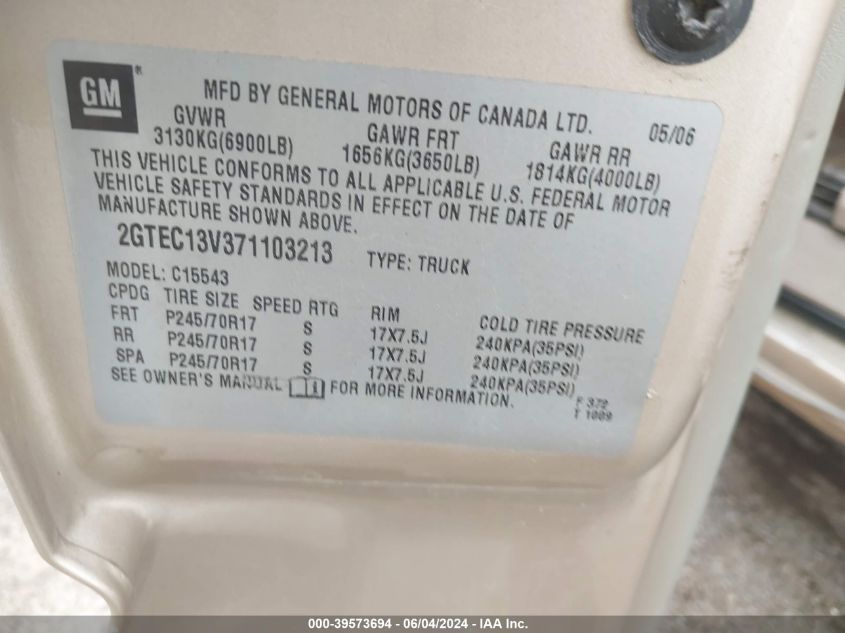 GM ®
MFD BY GENERAL MOTORS OF CANADA LTD. 05/06
GVWR GAWR FRT GAWR RR
3130KG(6900LB) 1656KG(3650LB) 1814KG(4000LB)
THIS VEHICLE CONFORMS TO ALL APPLICABLE U.S. FEDERAL MOTOR
VEHICLE SAFETY STANDARDS IN EFFECT ON THE DATE OF
MANUFACTURE SHOWN ABOVE.
2GTEC13V371103213 TYPE: TRUCK
MODEL: C15543
CPDG TIRE SIZE SPEED RTG RIM COLD TIRE PRESSURE
FRT P245/70R17 S 17X7.5J 240KPA(35PSI)
RR P245/70R17 S 17X7.5J 240KPA(35PSI)
SPA P245/70R17 S 17X7.5J 240KPA(35PSI)
SEE OWNER'S MANUAL FOR MORE INFORMATION.
F 372
T 1009
000-39573694 - 06/04/2024 - IAA Inc.